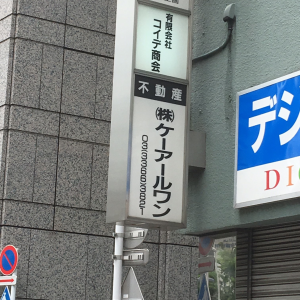 有限会社
コイデ商会
不動産
㈱ケーアールワン
デジ
DI